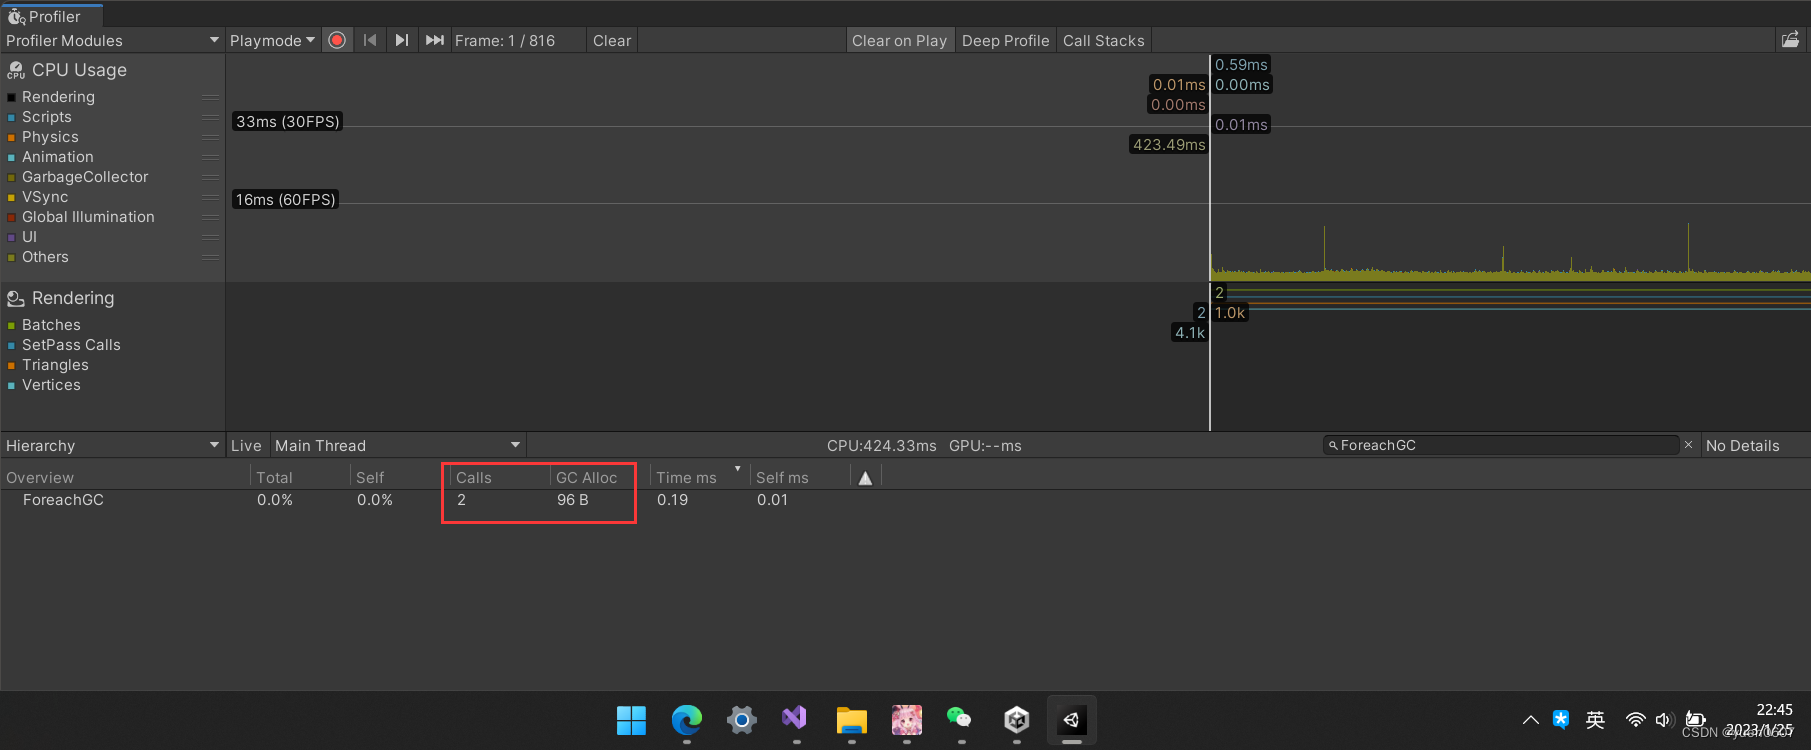 Profiler
Profiler Modules Playmode Frame: 1 / 816 Clear Clear on Play Deep Profile Call Stacks
CPU Usage
CPU
Rendering
Scripts
Physics
Animation
GarbageCollector
VSync
Global Illumination
UI
Others
33ms (30FPS)
16ms (60FPS)
0.59ms
0.01ms 0.00ms
0.00ms
0.01ms
423.49ms
Rendering
Batches
SetPass Calls
Triangles
Vertices
2
2 1.0k
4.1k
Hierarchy Live Main Thread CPU:424.33ms GPU:--ms ForeachGC × No Details
Overview Total Self Calls GC Alloc Time ms Self ms
ForeachGC 0.0% 0.0% 2 96 B 0.19 0.01
英
22:45
2023/1/25